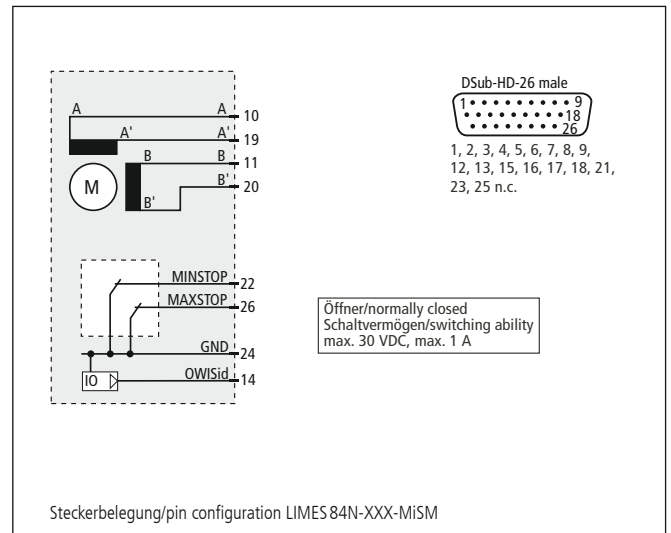 DSub-HD-26 male
1 9
18
26
1, 2, 3, 4, 5, 6, 7, 8, 9,
12, 13, 15, 16, 17, 18, 21,
23, 25 n.c.
A A 10
A' A' 19
B B 11
M
B' 20
B'
MINSTOP 22
MAXSTOP 26
GND 24
IO OWISid 14
Öffner/normally closed
Schaltvermögen/switching ability
max. 30 VDC, max. 1 A
Steckerbelegung/pin configuration LIMES 84N-XXX-MiSM